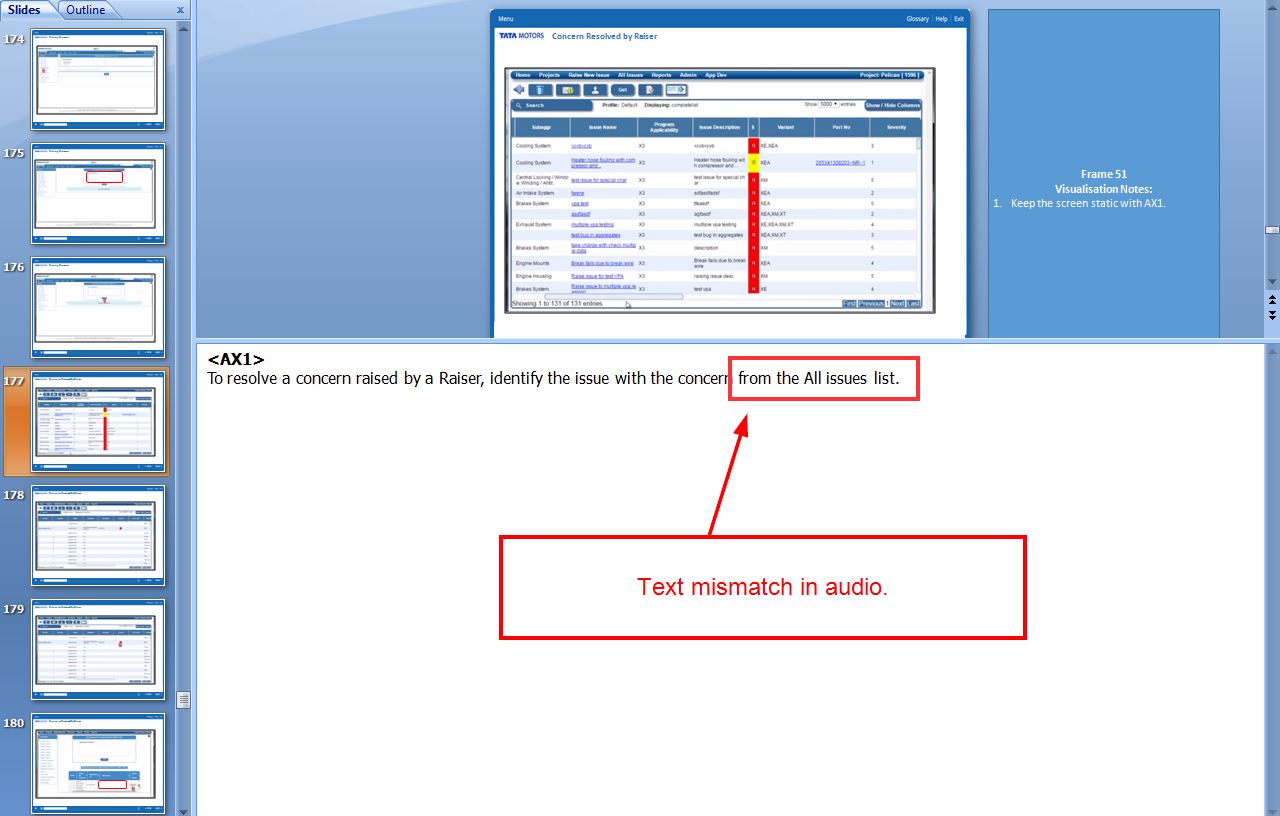 Slides
Outline
x
174
175
176
177
178
179
180
Menu
Glossary | Help | Exit
TATA MOTORS Concern Resolved by Raiser
Home Projects Raise New Issue All Issues Reports Admin App Dev Project: Pelican [ 1596 ]
Get
Search Profile: Default Displaying: completelist Show 5000 entries Show / Hide Columns
Subaggr Issue Name Program Applicability Issue Description S Variant Part No Severity
Cooling System xcvbxcvb X3 xcvbxcvb R XE,XEA 3
Cooling System Heater hose fouling with compressor and .. X3 Heater hose fouling with compressor and .. XEA 265341308203-NR-1 1
Central Locking / Window Winding / Antit. test issue for special char X3 test issue for special char R XM 5
Air Intake System X3 sdfasdfadsf R XEA 2
Brakes System vpa test X3 R XEA 5
asdfasdf X3 agfasdf R XEA,XM,XT 2
Exhaust System multiple vpa testing X3 multiple vpa testing R XE,XEA,XM,XT 4
test bug in aggregates X3 test bug in aggregates R XEA,XM,XT 3
Brakes System take charge with check multiple data X3 description R XM 5
Engine Mounts Break fails due to break wire X3 Break fails due to break wire R XEA 4
Engine Housing Raise issue for test VPA X3 raising issue desc R XM 5
Brakes System Raise issue to multiple vpa X3 test vpa R XE 4
Showing 1 to 131 of 131 entries First Previous 1 Next Last
Frame 51
Visualisation Notes:
1. Keep the screen static with AX1.
<AX1>
To resolve a concern raised by a Raiser, identify the issue with the concern from the All issues list.
Text mismatch in audio.